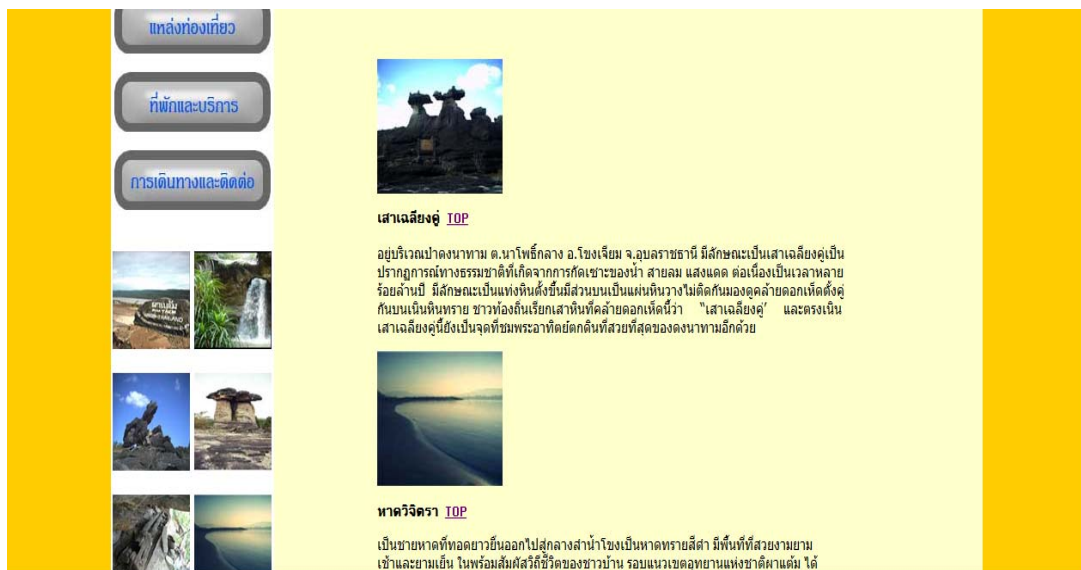 แหล่งท่องเที่ยว
ที่พักและบริการ
การเดินทางและติดต่อ
เสาเฉลียงคู่ TOP
อยู่บริเวณป่าดงนาทาม ต.นาโพธิ์กลาง อ.โขงเจียม จ.อุบลราชธานี มีลักษณะเป็นเสาเฉลียงคู่เป็น
ปรากฏการณ์ทางธรรมชาติที่เกิดจากการกัดเซาะของน้ำ สายลม แสงแดด ต่อเนื่องเป็นเวลาหลาย
ร้อยล้านปี มีลักษณะเป็นแท่งหินตั้งขึ้นมีส่วนบนเป็นแผ่นหินวางไม่ติดกันมองดูคล้ายดอกเห็ดตั้งคู่
กันบนเนินหินทราย ชาวท้องถิ่นเรียกเสาหินที่คล้ายดอกเห็ดนี้ว่า "เสาเฉลียงคู่' และตรงเนิน
เสาเฉลียงคู่นี้ยังเป็นจุดที่ชมพระอาทิตย์ตกดินที่สวยที่สุดของดงนาทามอีกด้วย
ผาแต้ม
หาดวิจิตรา TOP
เป็นชายหาดที่ทอดยาวยื่นออกไปสู่กลางลำน้ำโขงเป็นหาดทรายสีดำ มีพื้นที่ที่สวยงามยาม
เช้าและยามเย็น ในพร้อมสัมผัสวิถีชีวิตของชาวบ้าน รอบแนวเขตอุทยานแห่งชาติผาแต้ม ได้